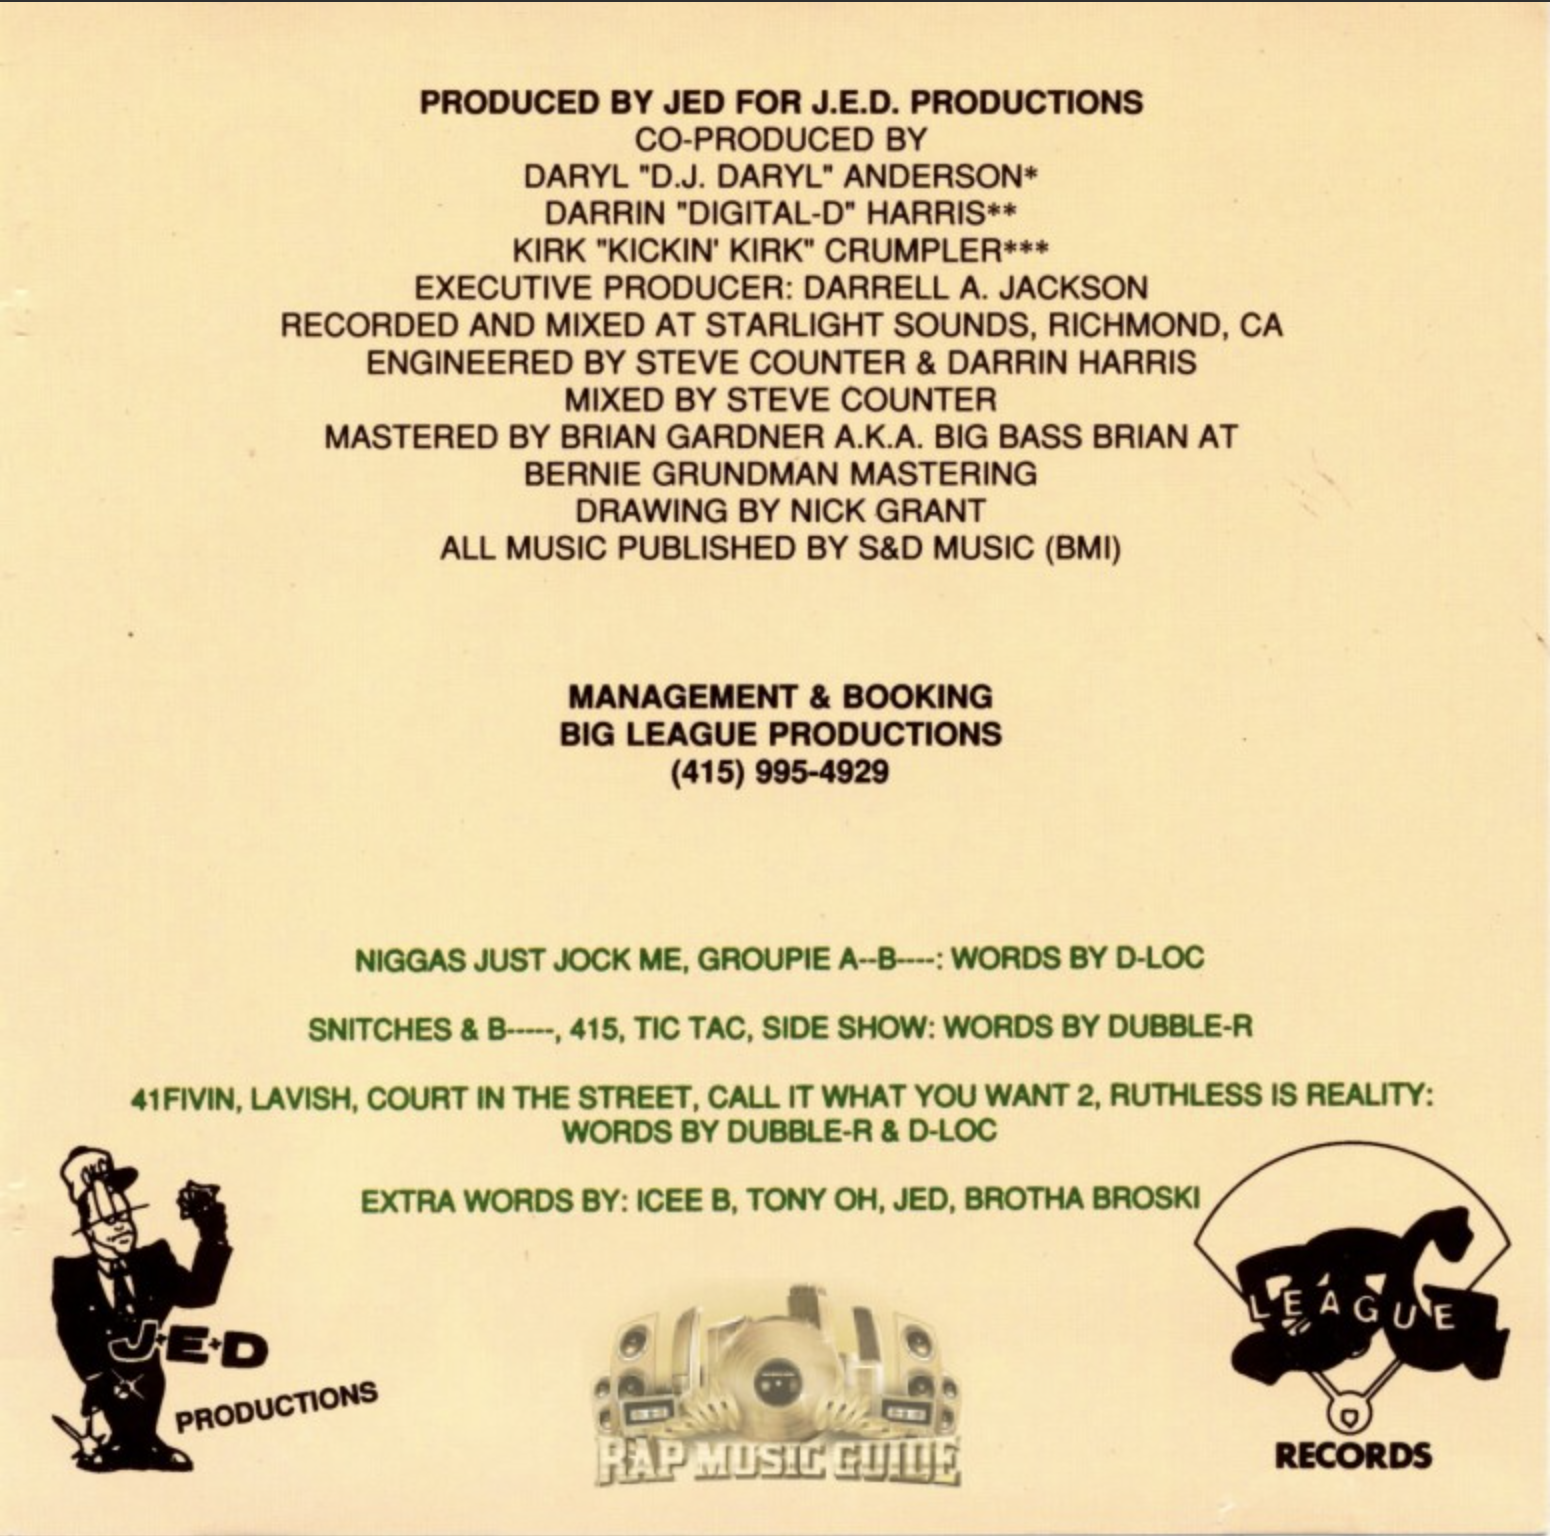 PRODUCED BY JED FOR J.E.D. PRODUCTIONS
CO-PRODUCED BY
DARYL "D.J. DARYL" ANDERSON*
DARRIN "DIGITAL-D" HARRIS**
KIRK "KICKIN' KIRK" CRUMPLER***
EXECUTIVE PRODUCER: DARRELL A. JACKSON
RECORDED AND MIXED AT STARLIGHT SOUNDS, RICHMOND, CA
ENGINEERED BY STEVE COUNTER & DARRIN HARRIS
MIXED BY STEVE COUNTER
MASTERED BY BRIAN GARDNER A.K.A. BIG BASS BRIAN AT
BERNIE GRUNDMAN MASTERING
DRAWING BY NICK GRANT
ALL MUSIC PUBLISHED BY S&D MUSIC (BMI)
MANAGEMENT & BOOKING
BIG LEAGUE PRODUCTIONS
(415) 995-4929
NIGGAS JUST JOCK ME, GROUPIE A--B----: WORDS BY D-LOC
SNITCHES & B-----, 415, TIC TAC, SIDE SHOW: WORDS BY DUBBLE-R
41FIVIN, LAVISH, COURT IN THE STREET, CALL IT WHAT YOU WANT 2, RUTHLESS IS REALITY:
WORDS BY DUBBLE-R & D-LOC
EXTRA WORDS BY: ICEE B, TONY OH, JED, BROTHA BROSKI
J·E·D
PRODUCTIONS
RAP MUSIC GUIDE
BIG
LEAGUE
RECORDS